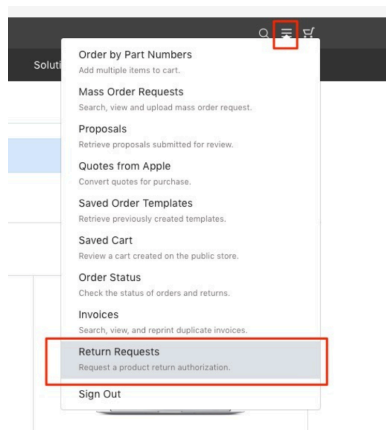 Soluti
Order by Part Numbers
Add multiple items to cart.
Mass Order Requests
Search, view and upload mass order request.
Proposals
Retrieve proposals submitted for review.
Quotes from Apple
Convert quotes for purchase.
Saved Order Templates
Retrieve previously created templates.
Saved Cart
Review a cart created on the public store.
Order Status
Check the status of orders and returns.
Invoices
Search, view, and reprint duplicate invoices.
Return Requests
Request a product return authorization.
Sign Out